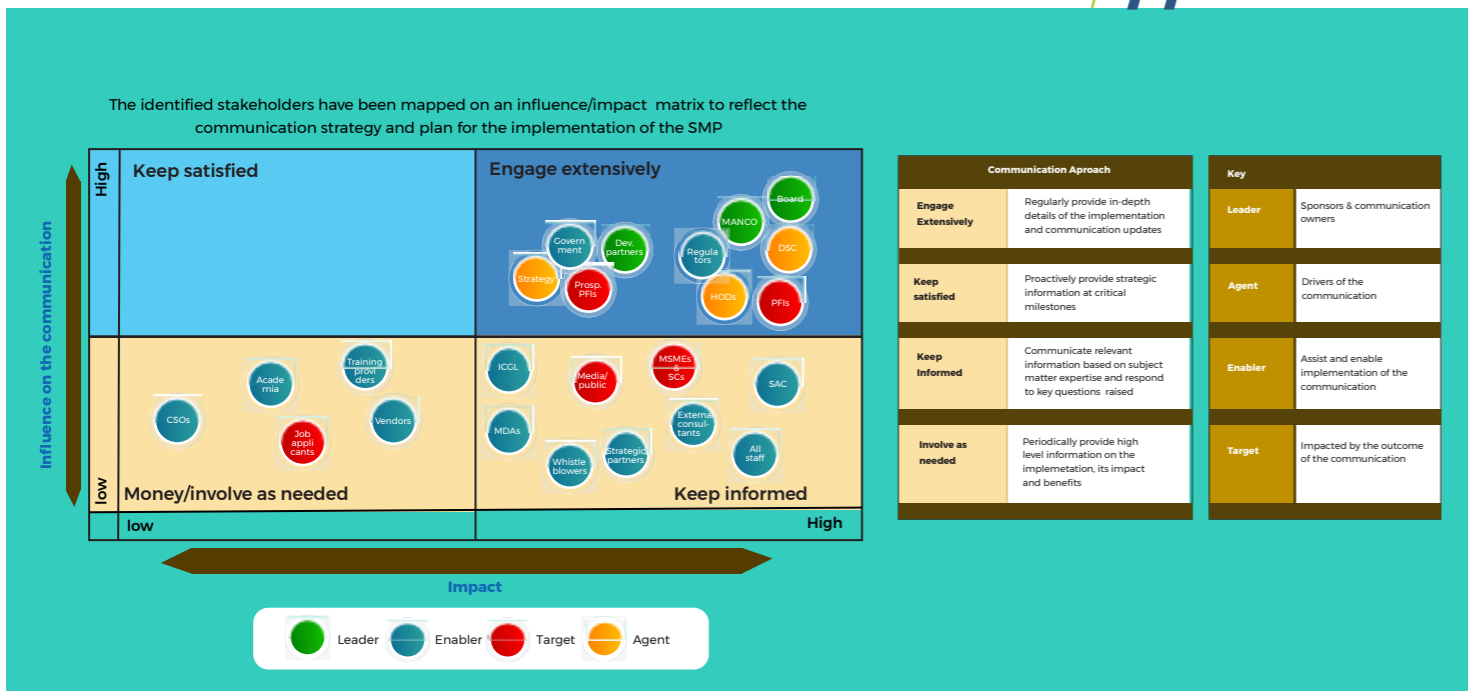 The identified stakeholders have been mapped on an influence/impact matrix to reflect the
communication strategy and plan for the implementation of the SMP
Influence on the communication
High
low
Keep satisfied
Engage extensively
Board
MANCO
Govern
ment
Dev.
partners
Regula
tors
DSC
Strategy
Prosp.
PFIs
HODs
PFIs
Training
provi
ders
Acade
mia
CSOs
Job
appli
cants
Vendors
Money/involve as needed
ICGL
Media/
public
MSMEs
&
SCs
SAC
MDAs
External
consul-
tants
Whistle
blowers
Strategic
partners
All
staff
Keep informed
low
High
Impact
Leader
Enabler
Target
Agent
Communication Aproach
Engage
Extensively
Regularly provide in-depth
details of the implementation
and communication updates
Keep
satisfied
Proactively provide strategic
information at critical
milestones
Keep
Informed
Communicate relevant
information based on subject
matter expertise and respond
to key questions raised
Involve as
needed
Periodically provide high
level information on the
implemetation, its impact
and benefits
Key
Leader
Sponsors & communication
owners
Agent
Drivers of the
communication
Enabler
Assist and enable
implementation of the
communication
Target
Impacted by the outcome
of the communication